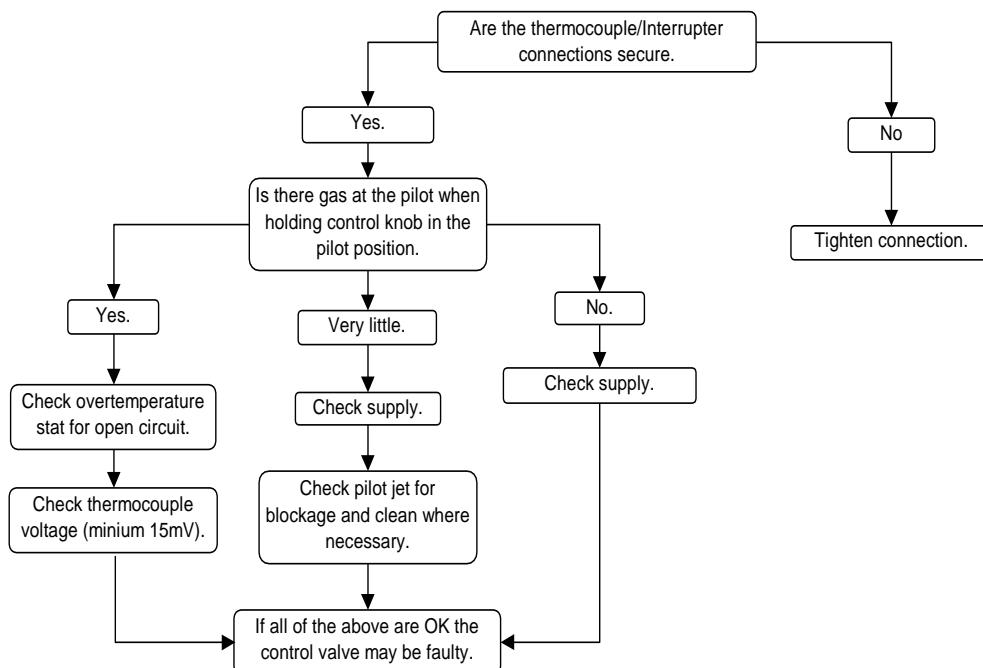 Are the thermocouple/Interrupter
connections secure.
Yes.
No
Is there gas at the pilot when
holding control knob in the
pilot position.
Tighten connection.
Yes.
Very little.
No.
Check overtemperature
stat for open circuit.
Check supply.
Check supply.
Check thermocouple
voltage (minium 15mV).
Check pilot jet for
blockage and clean where
necessary.
If all of the above are OK the
control valve may be faulty.